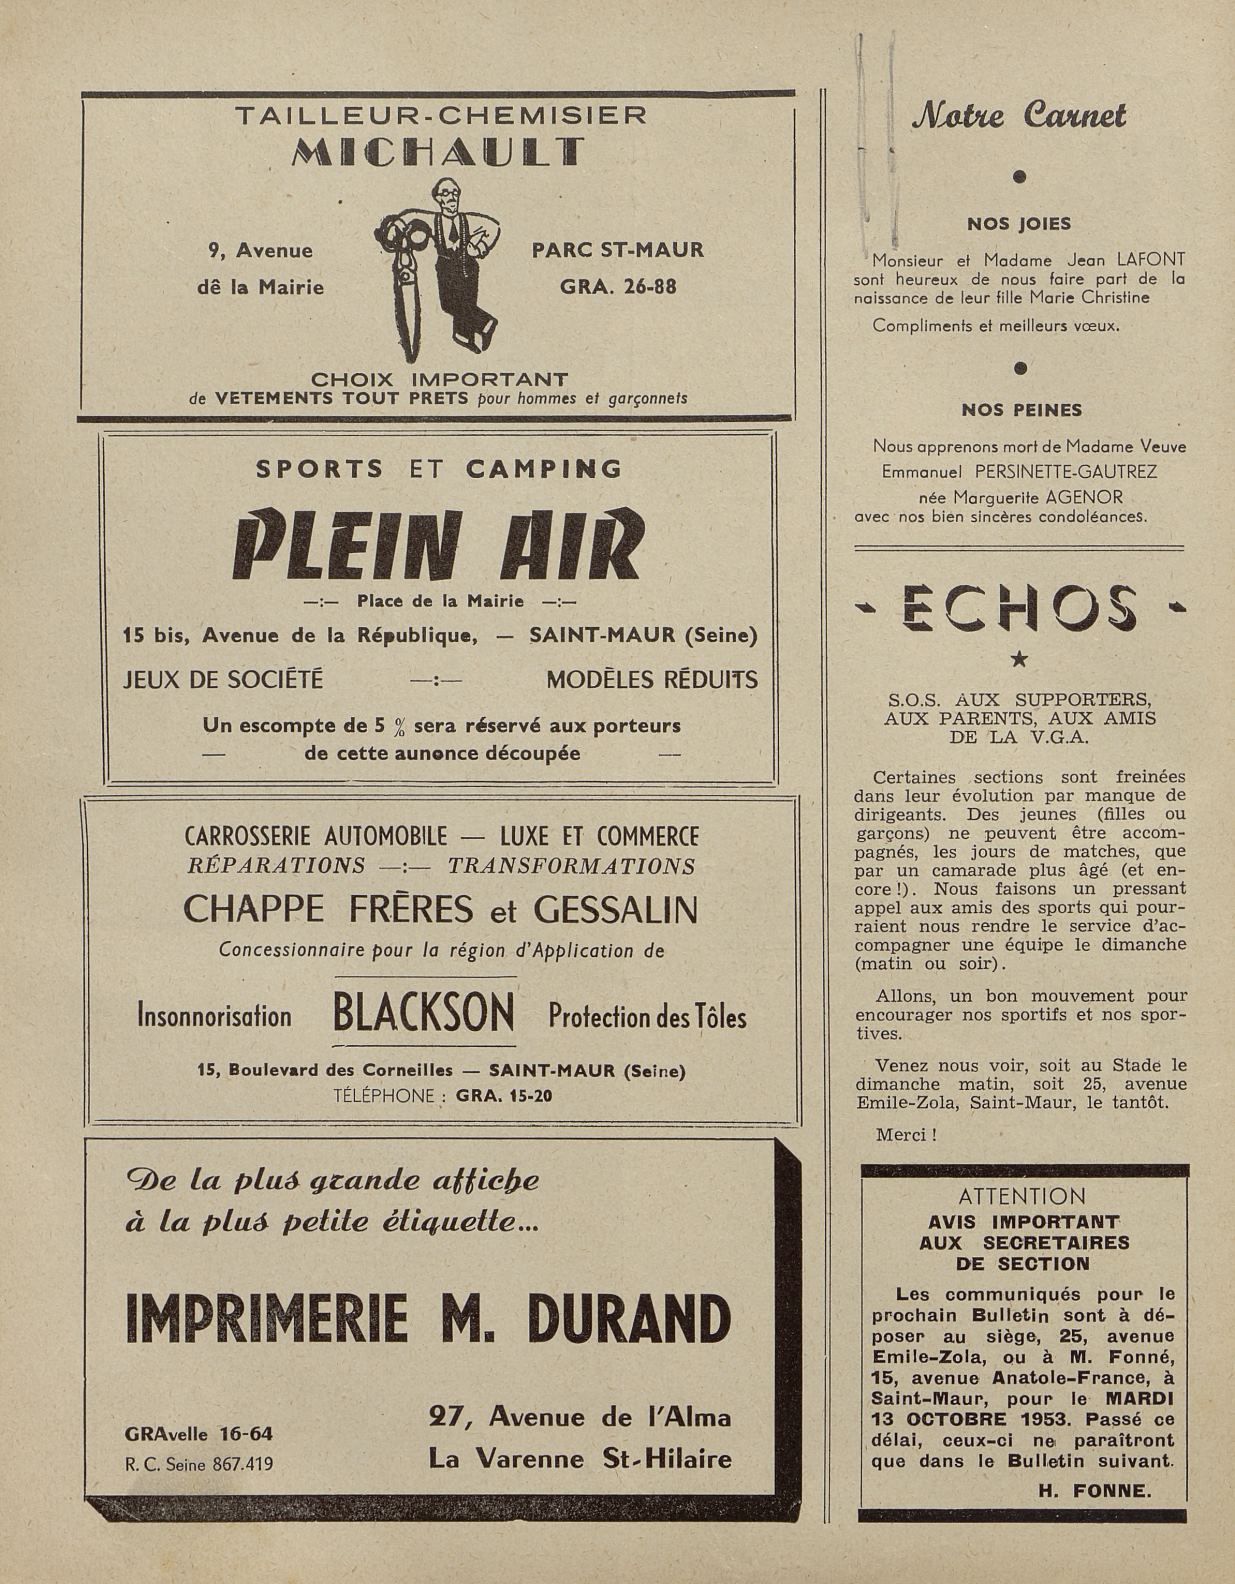 TAILLEUR-CHEMISIER
MICHAULT
9, Avenue
dê la Mairie
PARC ST-MAUR
GRA. 26-88
CHOIX IMPORTANT
de VETEMENTS TOUT PRETS pour hommes et garçonnets
SPORTS ET CAMPING
PLEIN AIR
—:— Place de la Mairie —:—
15 bis, Avenue de la République, — SAINT-MAUR (Seine)
JEUX DE SOCIÉTÉ —:— MODÈLES RÉDUITS
Un escompte de 5 % sera réservé aux porteurs
— de cette aunonce découpée —
CARROSSERIE AUTOMOBILE — LUXE ET COMMERCE
RÉPARATIONS —:— TRANSFORMATIONS
CHAPPE FRÈRES et GESSALIN
Concessionnaire pour la région d'Application de
Insonnorisation BLACKSON Protection des Tôles
15, Boulevard des Corneilles — SAINT-MAUR (Seine)
TÉLÉPHONE : GRA. 15-20
De la plus grande affiche
à la plus petite étiquette...
IMPRIMERIE M. DURAND
GRAvelle 16-64
R. C. Seine 867.419
27, Avenue de l'Alma
La Varenne St-Hilaire
Notre Carnet
●
NOS JOIES
Monsieur et Madame Jean LAFONT
sont heureux de nous faire part de la
naissance de leur fille Marie Christine
Compliments et meilleurs vœux.
●
NOS PEINES
Nous apprenons mort de Madame Veuve
Emmanuel PERSINETTE-GAUTREZ
née Marguerite AGENOR
avec nos bien sincères condoléances.
- ECHOS -
★
S.O.S. AUX SUPPORTERS,
AUX PARENTS, AUX AMIS
DE LA V.G.A.
Certaines sections sont freinées
dans leur évolution par manque de
dirigeants. Des jeunes (filles ou
garçons) ne peuvent être accom-
pagnés, les jours de matches, que
par un camarade plus âgé (et en-
core !). Nous faisons un pressant
appel aux amis des sports qui pour-
raient nous rendre le service d'ac-
compagner une équipe le dimanche
(matin ou soir).
Allons, un bon mouvement pour
encourager nos sportifs et nos spor-
tives.
Venez nous voir, soit au Stade le
dimanche matin, soit 25, avenue
Emile-Zola, Saint-Maur, le tantôt.
Merci !
ATTENTION
AVIS IMPORTANT
AUX SECRETAIRES
DE SECTION
Les communiqués pour le
prochain Bulletin sont à dé-
poser au siège, 25, avenue
Emile-Zola, ou à M. Fonné,
15, avenue Anatole-France, à
Saint-Maur, pour le MARDI
13 OCTOBRE 1953. Passé ce
délai, ceux-ci ne paraîtront
que dans le Bulletin suivant.
H. FONNE.